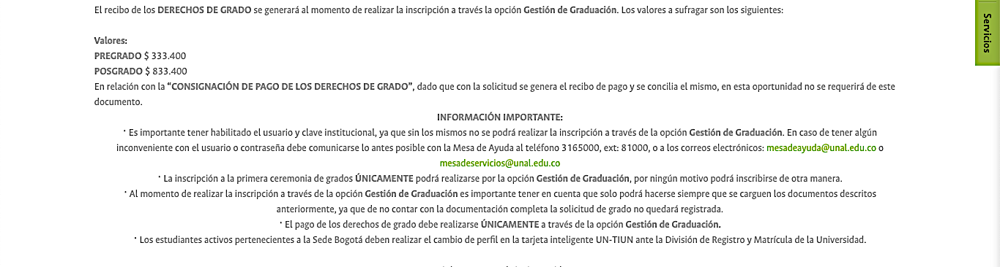 El recibo de los DERECHOS DE GRADO se generará al momento de realizar la inscripción a través la opción Gestión de Graduación. Los valores a sufragar son los siguientes:
Servicios
Valores:
PREGRADO $ 333.400
POSGRADO $ 833.400
En relación con la “CONSIGNACIÓN DE PAGO DE LOS DERECHOS DE GRADO”, dado que con la solicitud se genera el recibo de pago y se concilia el mismo, en esta oportunidad no se requerirá de este
documento.
INFORMACIÓN IMPORTANTE:
· Es importante tener habilitado el usuario y clave institucional, ya que sin los mismos no se podrá realizar la inscripción a través de la opción Gestión de Graduación. En caso de tener algún
inconveniente con el usuario o contraseña debe comunicarse lo antes posible con la Mesa de Ayuda al teléfono 3165000, ext: 81000, o a los correos electrónicos: mesadeayuda@unal.edu.co o
mesadeservicios@unal.edu.co
· La inscripción a la primera ceremonia de grados ÚNICAMENTE podrá realizarse por la opción Gestión de Graduación, por ningún motivo podrá inscribirse de otra manera.
· Al momento de realizar la inscripción a través de la opción Gestión de Graduación es importante tener en cuenta que solo podrá hacerse siempre que se carguen los documentos descritos
anteriormente, ya que de no contar con la documentación completa la solicitud de grado no quedará registrada.
· El pago de los derechos de grado debe realizarse ÚNICAMENTE a través de la opción Gestión de Graduación.
· Los estudiantes activos pertenecientes a la Sede Bogotá deben realizar el cambio de perfil en la tarjeta inteligente UN-TIUN ante la División de Registro y Matrícula de la Universidad.